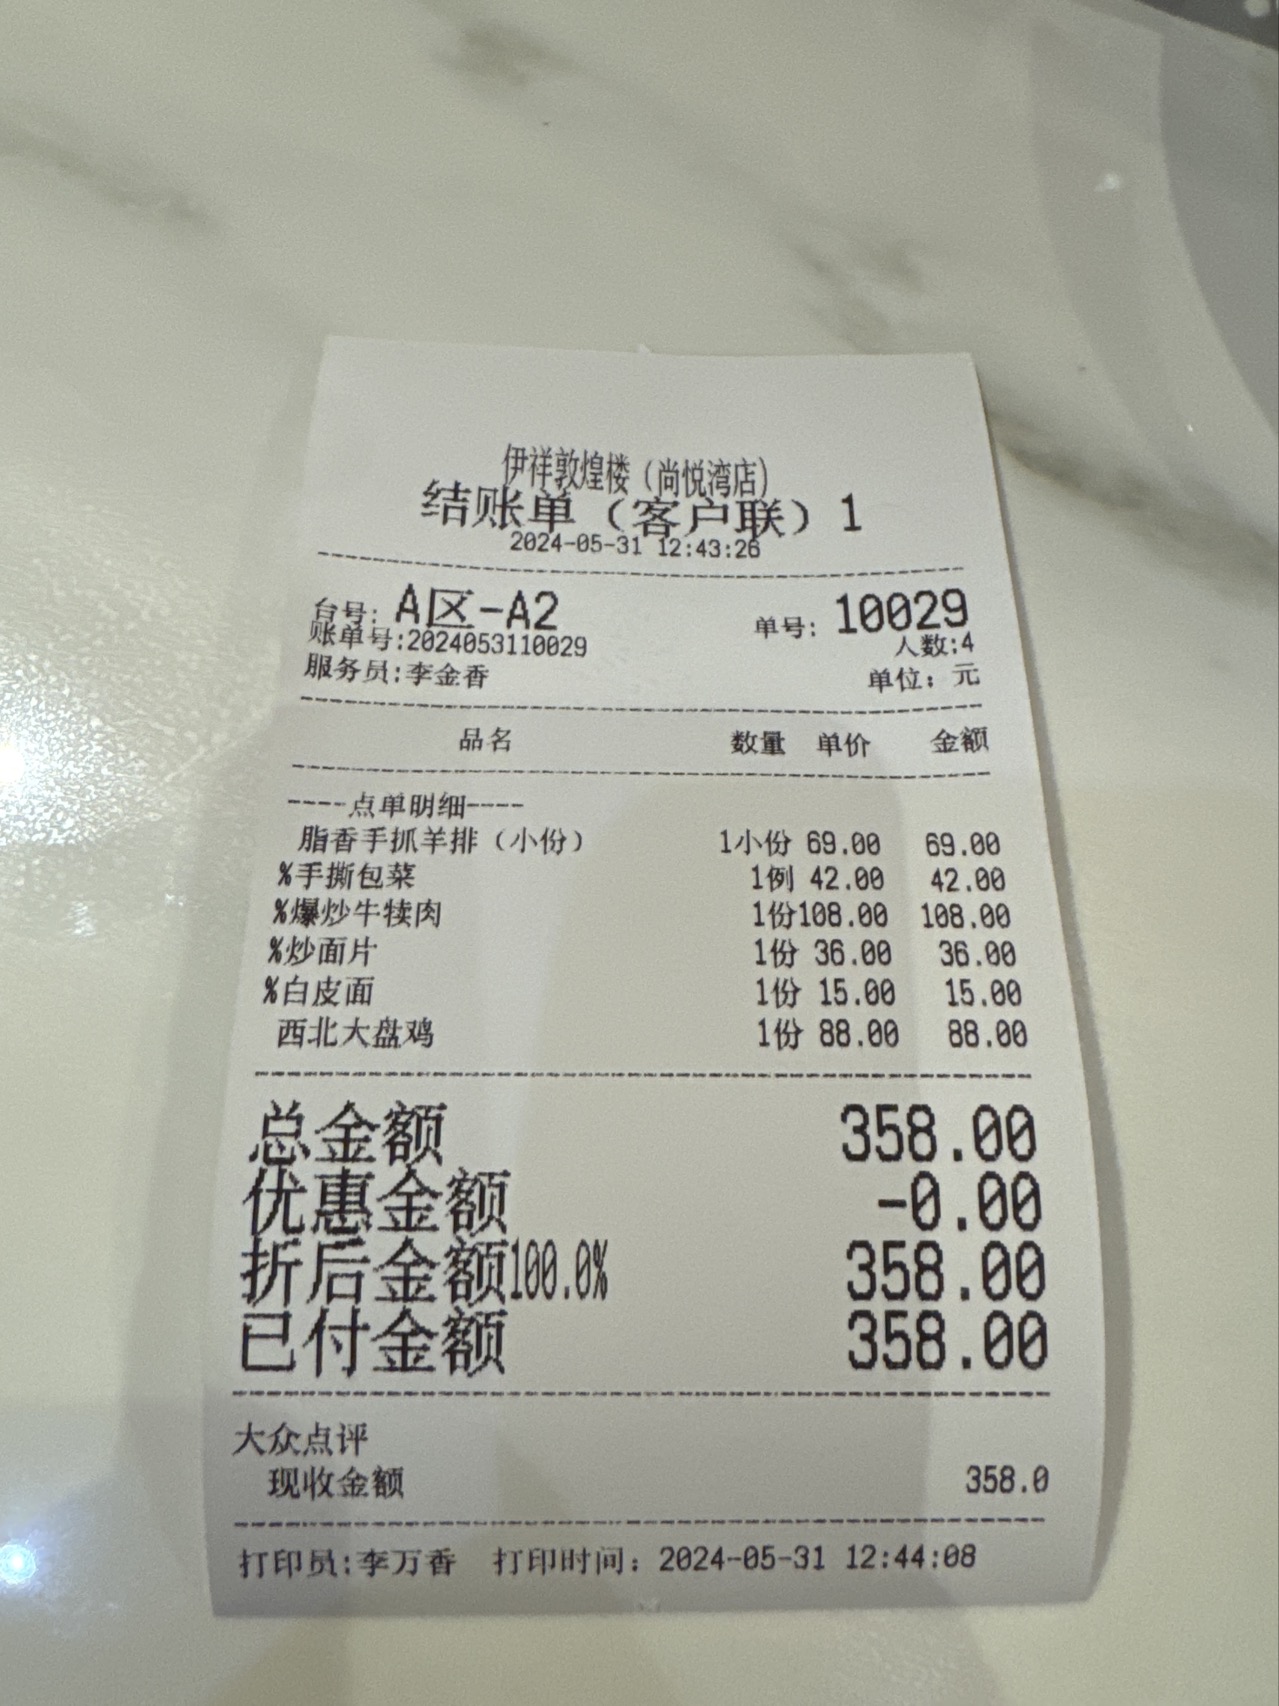 伊祥敦煌楼（尚悦湾店）
结账单（客户联）1
2024-05-31 12:43:26
台号: A区-A2 单号: 10029
账单号:2024053110029 人数:4
服务员:李金香 单位: 元
品名 数量 单价 金额
----点单明细----
脂香手抓羊排（小份） 1小份 69.00 69.00
%手撕包菜 1例 42.00 42.00
%爆炒牛犊肉 1份108.00 108.00
%炒面片 1份 36.00 36.00
%白皮面 1份 15.00 15.00
西北大盘鸡 1份 88.00 88.00
总金额 358.00
优惠金额 -0.00
折后金额100.0% 358.00
已付金额 358.00
大众点评
现收金额 358.0
打印员:李万香 打印时间: 2024-05-31 12:44:08